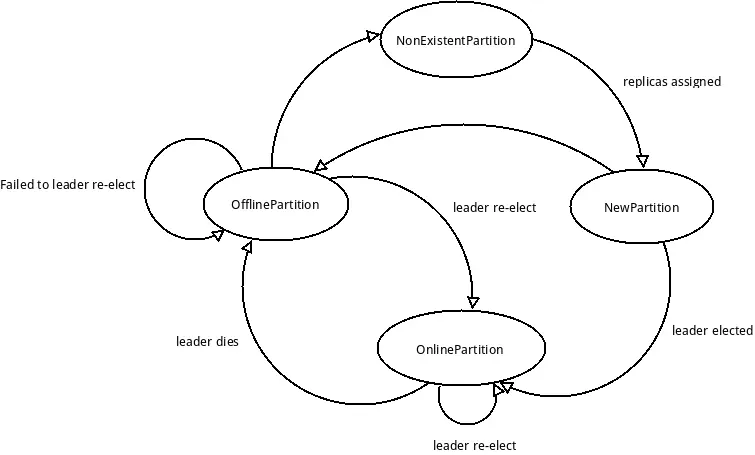 NonExistentPartition
replicas assigned
Failed to leader re-elect
OfflinePartition
leader re-elect
NewPartition
leader dies
OnlinePartition
leader elected
leader re-elect